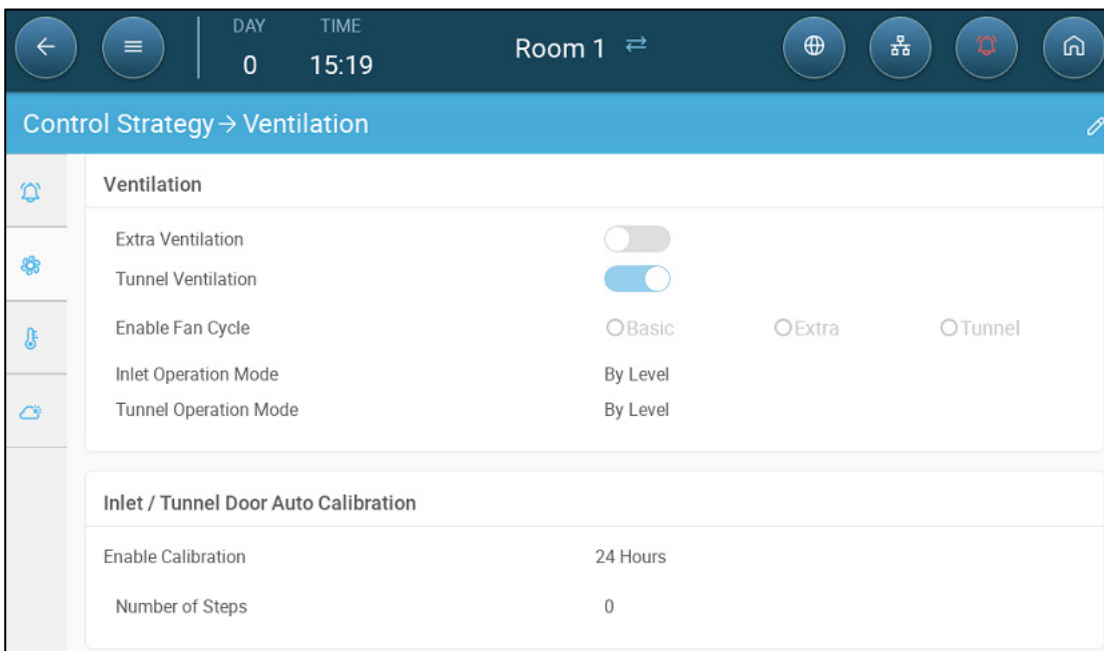 DAY TIME
0 15:19
Room 1
Control Strategy → Ventilation
Ventilation
Extra Ventilation
Tunnel Ventilation
Enable Fan Cycle Basic Extra Tunnel
Inlet Operation Mode By Level
Tunnel Operation Mode By Level
Inlet / Tunnel Door Auto Calibration
Enable Calibration 24 Hours
Number of Steps 0